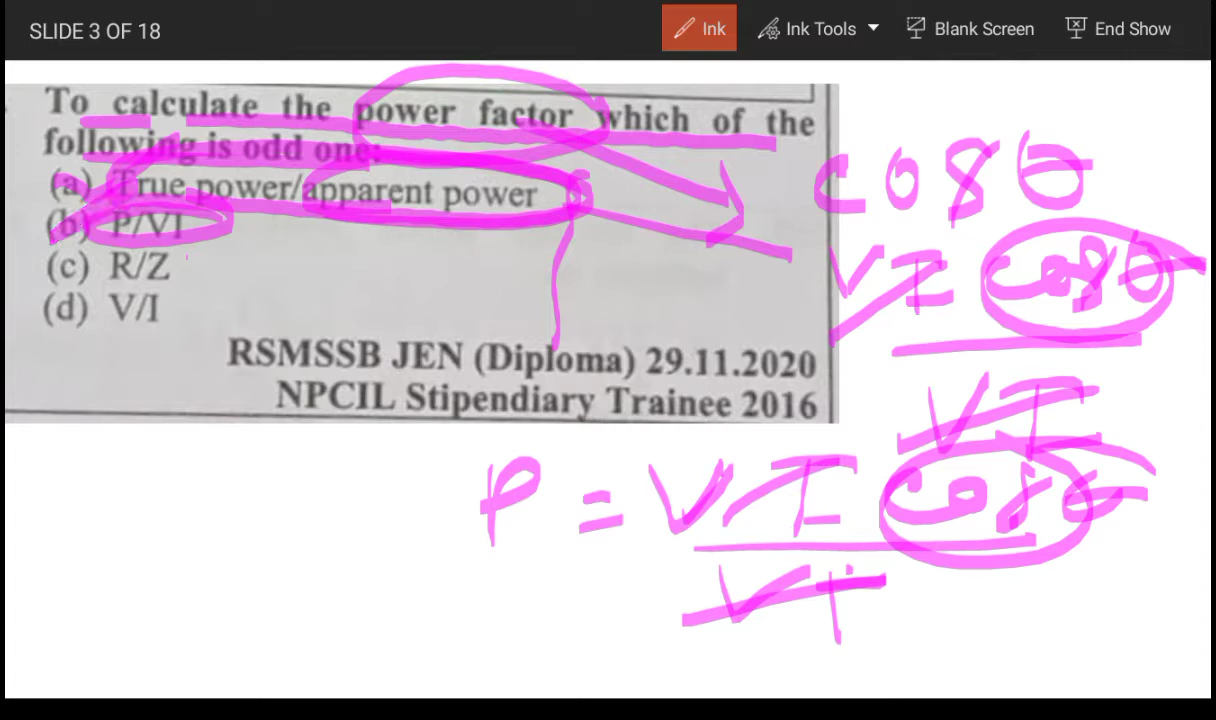 SLIDE 3 OF 18 Ink Ink Tools Blank Screen End Show
To calculate the power factor which of the
following is odd one:
(a) True power/apparent power
(b) P/VI
(c) R/Z
(d) V/I
RSMSSB JEN (Diploma) 29.11.2020
NPCIL Stipendiary Trainee 2016
cosθ
VI cosθ
VI
P = VI cosθ
VI